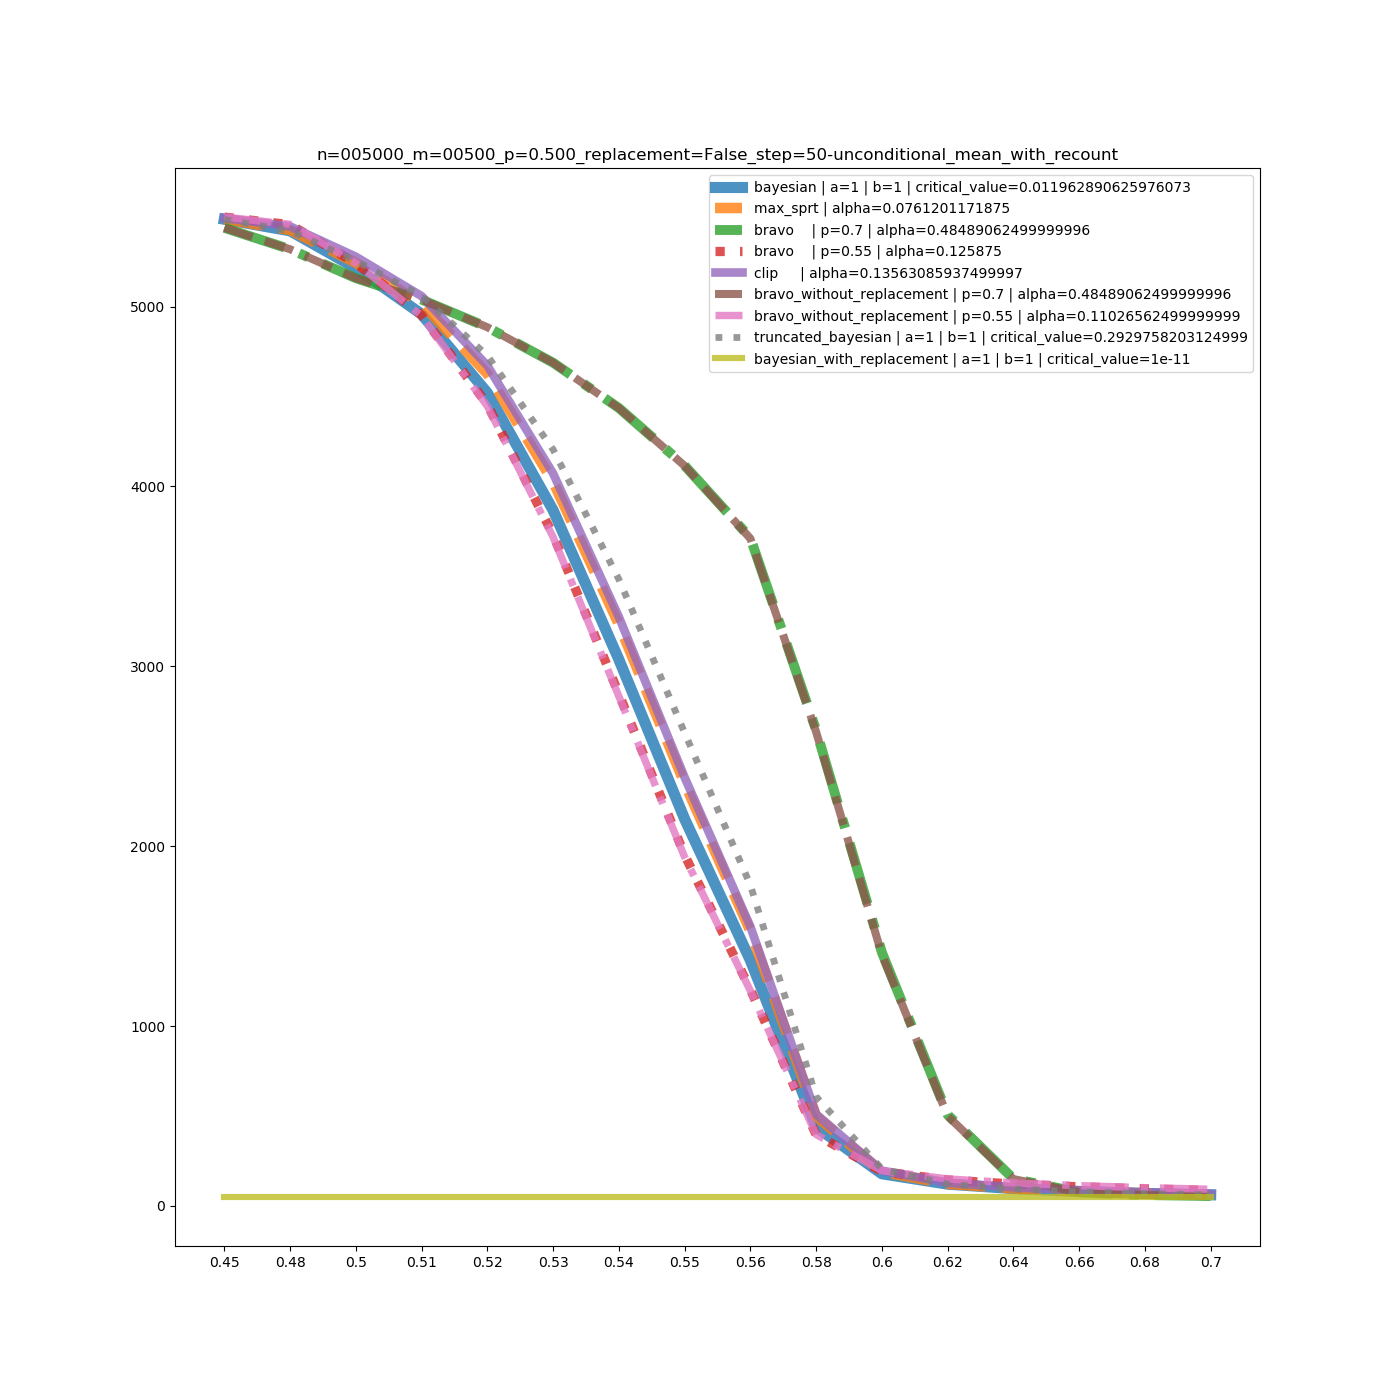 n=005000_m=00500_p=0.500_replacement=False_step=50-unconditional_mean_with_recount
bayesian | a=1 | b=1 | critical_value=0.011962890625976073
max_sprt | alpha=0.0761201171875
bravo    | p=0.7 | alpha=0.48489062499999996
bravo    | p=0.55 | alpha=0.125875
clip     | alpha=0.13563085937499997
bravo_without_replacement | p=0.7 | alpha=0.48489062499999996
bravo_without_replacement | p=0.55 | alpha=0.11026562499999999
truncated_bayesian | a=1 | b=1 | critical_value=0.2929758203124999
bayesian_with_replacement | a=1 | b=1 | critical_value=1e-11
5000
4000
3000
2000
1000
0
0.45 0.48 0.5 0.51 0.52 0.53 0.54 0.55 0.56 0.58 0.6 0.62 0.64 0.66 0.68 0.7